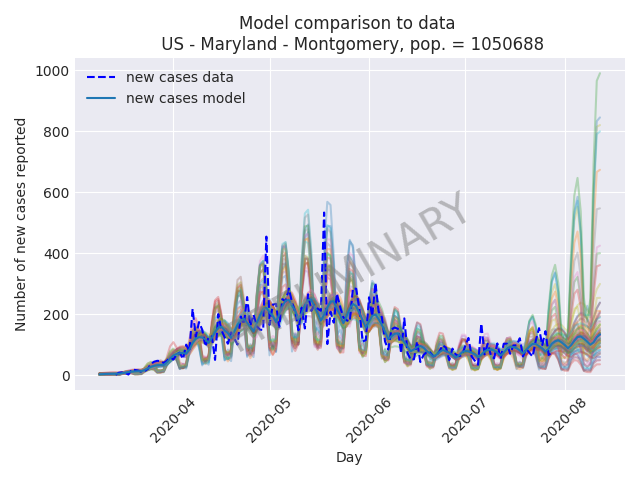 Model comparison to data
US - Maryland - Montgomery, pop. = 1050688
new cases data
new cases model
Number of new cases reported
1000
800
600
400
200
0
2020-04
2020-05
2020-06
2020-07
2020-08
Day